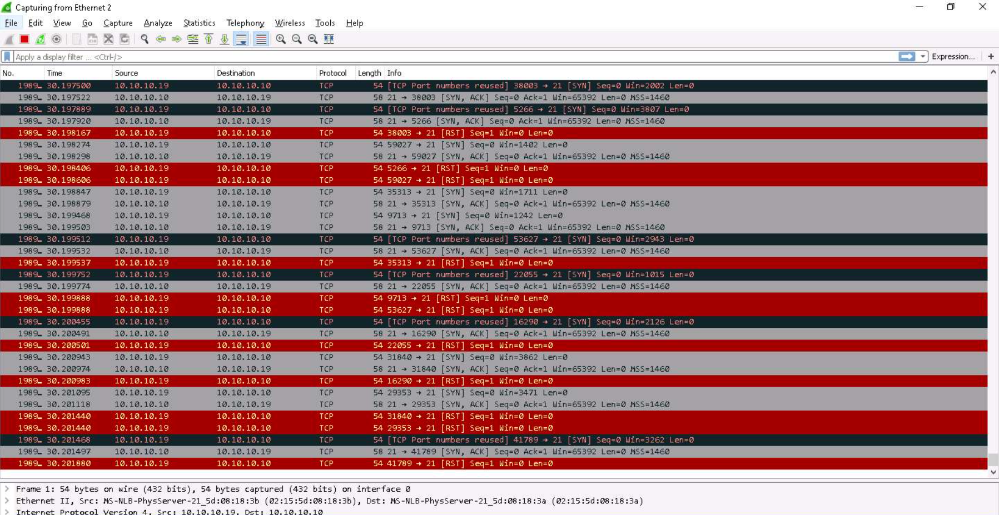 Capturing from Ethernet 2
File Edit View Go Capture Analyze Statistics Telephony Wireless Tools Help
Apply a display filter ... <Ctrl-/> Expression... +
No. Time Source Destination Protocol Length Info
1989… 30.197500 10.10.10.19 10.10.10.10 TCP 54 [TCP Port numbers reused] 38003 → 21 [SYN] Seq=0 Win=2002 Len=0
1989… 30.197522 10.10.10.10 10.10.10.19 TCP 58 21 → 38003 [SYN, ACK] Seq=0 Ack=1 Win=65392 Len=0 MSS=1460
1989… 30.197889 10.10.10.19 10.10.10.10 TCP 54 [TCP Port numbers reused] 5266 → 21 [SYN] Seq=0 Win=3807 Len=0
1989… 30.197920 10.10.10.10 10.10.10.19 TCP 58 21 → 5266 [SYN, ACK] Seq=0 Ack=1 Win=65392 Len=0 MSS=1460
1989… 30.198167 10.10.10.19 10.10.10.10 TCP 54 38003 → 21 [RST] Seq=1 Win=0 Len=0
1989… 30.198274 10.10.10.19 10.10.10.10 TCP 54 59027 → 21 [SYN] Seq=0 Win=1402 Len=0
1989… 30.198298 10.10.10.10 10.10.10.19 TCP 58 21 → 59027 [SYN, ACK] Seq=0 Ack=1 Win=65392 Len=0 MSS=1460
1989… 30.198406 10.10.10.19 10.10.10.10 TCP 54 5266 → 21 [RST] Seq=1 Win=0 Len=0
1989… 30.198606 10.10.10.19 10.10.10.10 TCP 54 59027 → 21 [RST] Seq=1 Win=0 Len=0
1989… 30.198847 10.10.10.19 10.10.10.10 TCP 54 35313 → 21 [SYN] Seq=0 Win=1711 Len=0
1989… 30.198879 10.10.10.10 10.10.10.19 TCP 58 21 → 35313 [SYN, ACK] Seq=0 Ack=1 Win=65392 Len=0 MSS=1460
1989… 30.199468 10.10.10.19 10.10.10.10 TCP 54 9713 → 21 [SYN] Seq=0 Win=1242 Len=0
1989… 30.199503 10.10.10.10 10.10.10.19 TCP 58 21 → 9713 [SYN, ACK] Seq=0 Ack=1 Win=65392 Len=0 MSS=1460
1989… 30.199512 10.10.10.19 10.10.10.10 TCP 54 [TCP Port numbers reused] 53627 → 21 [SYN] Seq=0 Win=2943 Len=0
1989… 30.199532 10.10.10.10 10.10.10.19 TCP 58 21 → 53627 [SYN, ACK] Seq=0 Ack=1 Win=65392 Len=0 MSS=1460
1989… 30.199537 10.10.10.19 10.10.10.10 TCP 54 35313 → 21 [RST] Seq=1 Win=0 Len=0
1989… 30.199752 10.10.10.19 10.10.10.10 TCP 54 [TCP Port numbers reused] 22055 → 21 [SYN] Seq=0 Win=1015 Len=0
1989… 30.199774 10.10.10.10 10.10.10.19 TCP 58 21 → 22055 [SYN, ACK] Seq=0 Ack=1 Win=65392 Len=0 MSS=1460
1989… 30.199888 10.10.10.19 10.10.10.10 TCP 54 9713 → 21 [RST] Seq=1 Win=0 Len=0
1989… 30.199888 10.10.10.19 10.10.10.10 TCP 54 53627 → 21 [RST] Seq=1 Win=0 Len=0
1989… 30.200455 10.10.10.19 10.10.10.10 TCP 54 [TCP Port numbers reused] 16290 → 21 [SYN] Seq=0 Win=2126 Len=0
1989… 30.200491 10.10.10.10 10.10.10.19 TCP 58 21 → 16290 [SYN, ACK] Seq=0 Ack=1 Win=65392 Len=0 MSS=1460
1989… 30.200501 10.10.10.19 10.10.10.10 TCP 54 22055 → 21 [RST] Seq=1 Win=0 Len=0
1989… 30.200943 10.10.10.19 10.10.10.10 TCP 54 31840 → 21 [SYN] Seq=0 Win=3862 Len=0
1989… 30.200974 10.10.10.10 10.10.10.19 TCP 58 21 → 31840 [SYN, ACK] Seq=0 Ack=1 Win=65392 Len=0 MSS=1460
1989… 30.200983 10.10.10.19 10.10.10.10 TCP 54 16290 → 21 [RST] Seq=1 Win=0 Len=0
1989… 30.201095 10.10.10.19 10.10.10.10 TCP 54 29353 → 21 [SYN] Seq=0 Win=3471 Len=0
1989… 30.201118 10.10.10.10 10.10.10.19 TCP 58 21 → 29353 [SYN, ACK] Seq=0 Ack=1 Win=65392 Len=0 MSS=1460
1989… 30.201440 10.10.10.19 10.10.10.10 TCP 54 31840 → 21 [RST] Seq=1 Win=0 Len=0
1989… 30.201440 10.10.10.19 10.10.10.10 TCP 54 29353 → 21 [RST] Seq=1 Win=0 Len=0
1989… 30.201468 10.10.10.19 10.10.10.10 TCP 54 [TCP Port numbers reused] 41789 → 21 [SYN] Seq=0 Win=3262 Len=0
1989… 30.201497 10.10.10.10 10.10.10.19 TCP 58 21 → 41789 [SYN, ACK] Seq=0 Ack=1 Win=65392 Len=0 MSS=1460
1989… 30.201880 10.10.10.19 10.10.10.10 TCP 54 41789 → 21 [RST] Seq=1 Win=0 Len=0
> Frame 1: 54 bytes on wire (432 bits), 54 bytes captured (432 bits) on interface 0
> Ethernet II, Src: MS-NLB-PhysServer-21_5d:08:18:3b (02:15:5d:08:18:3b), Dst: MS-NLB-PhysServer-21_5d:08:18:3a (02:15:5d:08:18:3a)
> Internet Protocol Version 4, Src: 10.10.10.19, Dst: 10.10.10.10